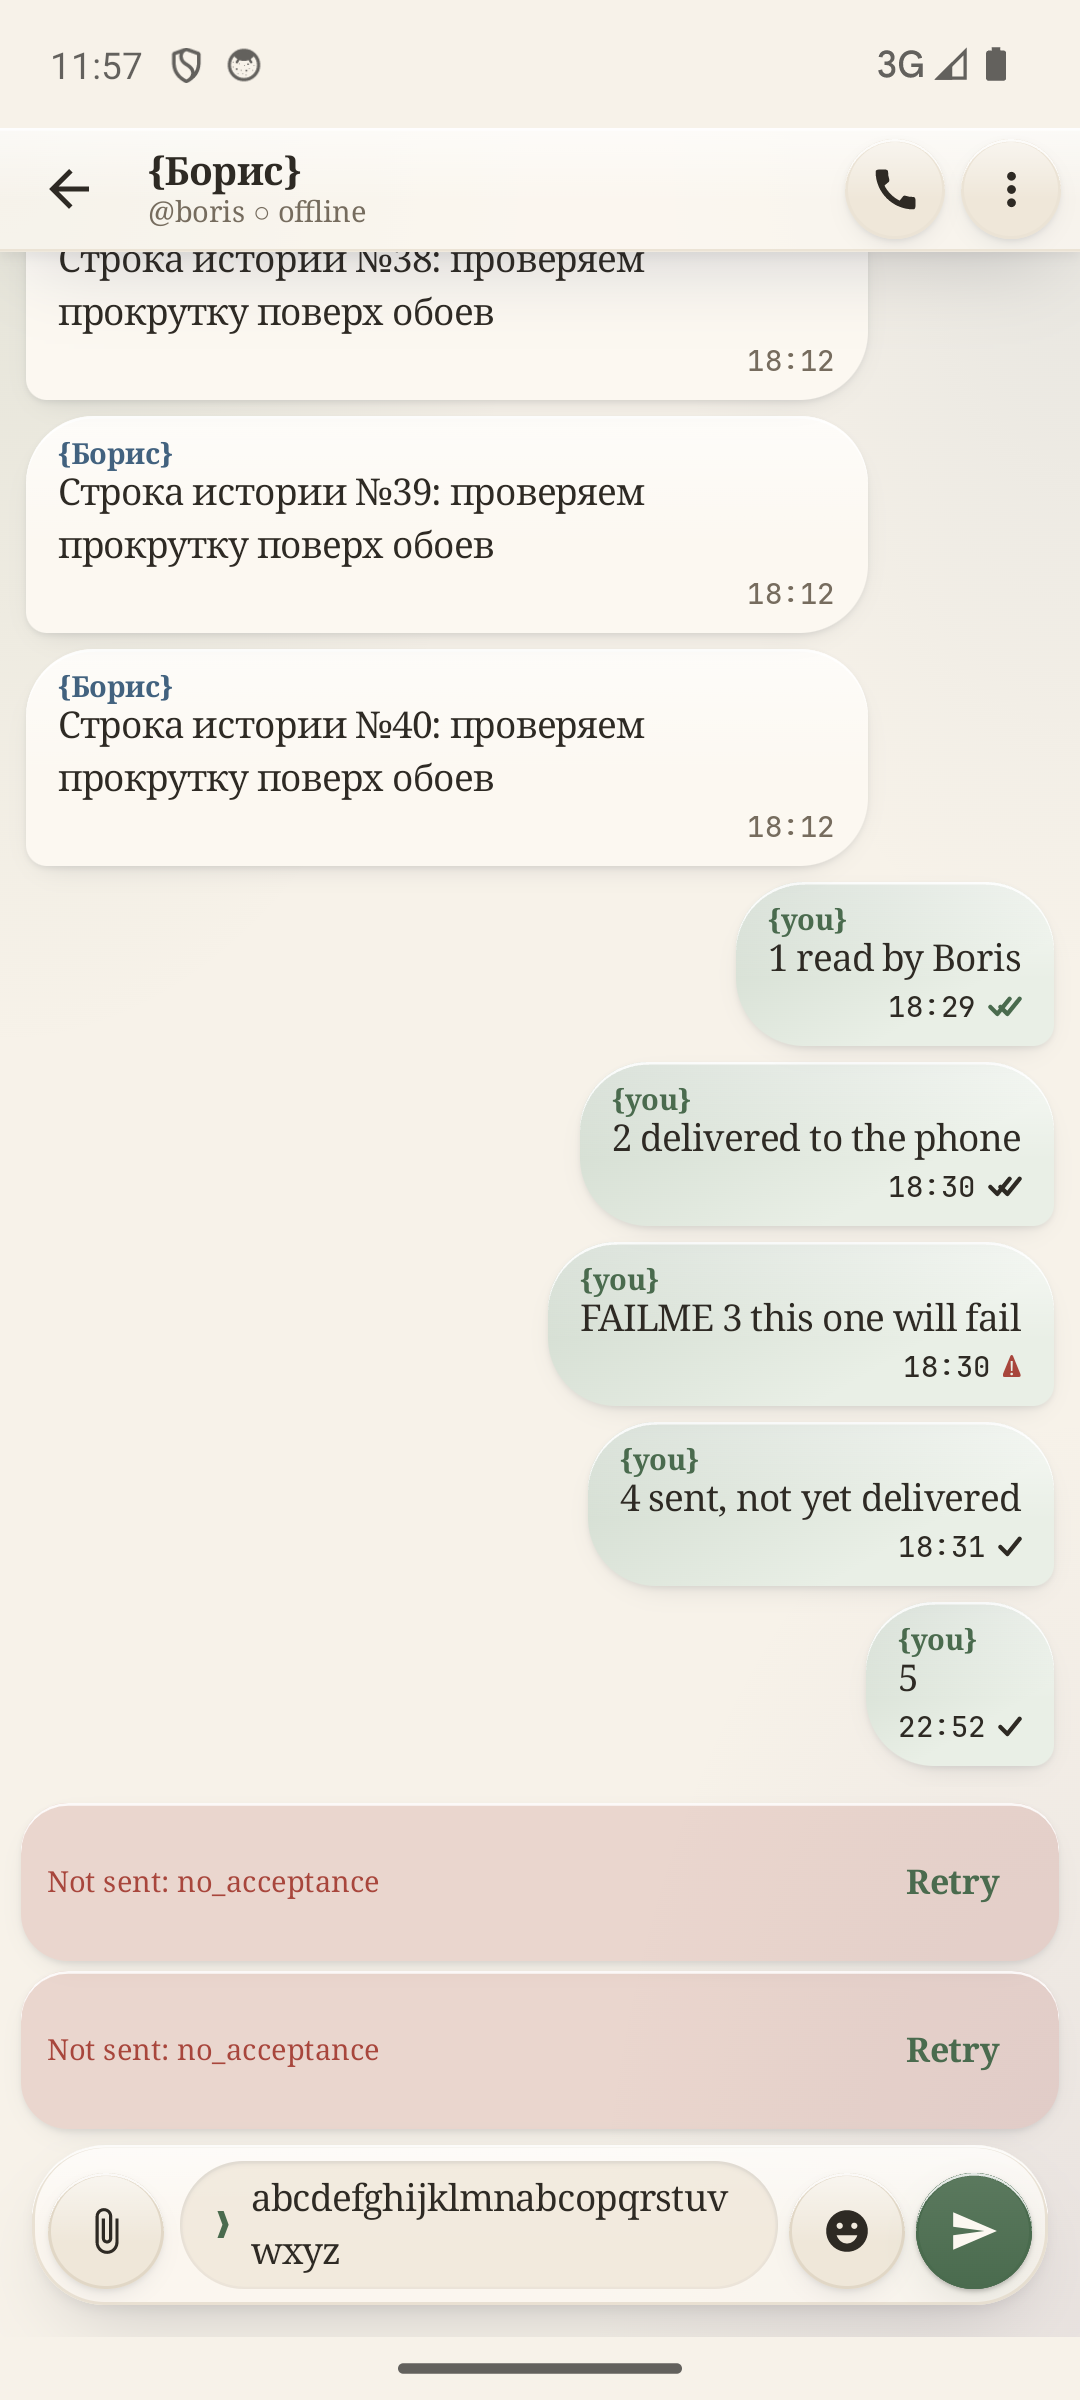 11:57
3G
{Борис}
@boris ○ offline
Строка истории №38: проверяем
прокрутку поверх обоев
18:12
{Борис}
Строка истории №39: проверяем
прокрутку поверх обоев
18:12
{Борис}
Строка истории №40: проверяем
прокрутку поверх обоев
18:12
{you}
1 read by Boris
18:29
{you}
2 delivered to the phone
18:30
{you}
FAILME 3 this one will fail
18:30
{you}
4 sent, not yet delivered
18:31
{you}
5
22:52
Not sent: no_acceptance
Retry
Not sent: no_acceptance
Retry
abcdefghijklmnabcopqrstuv
wxyz